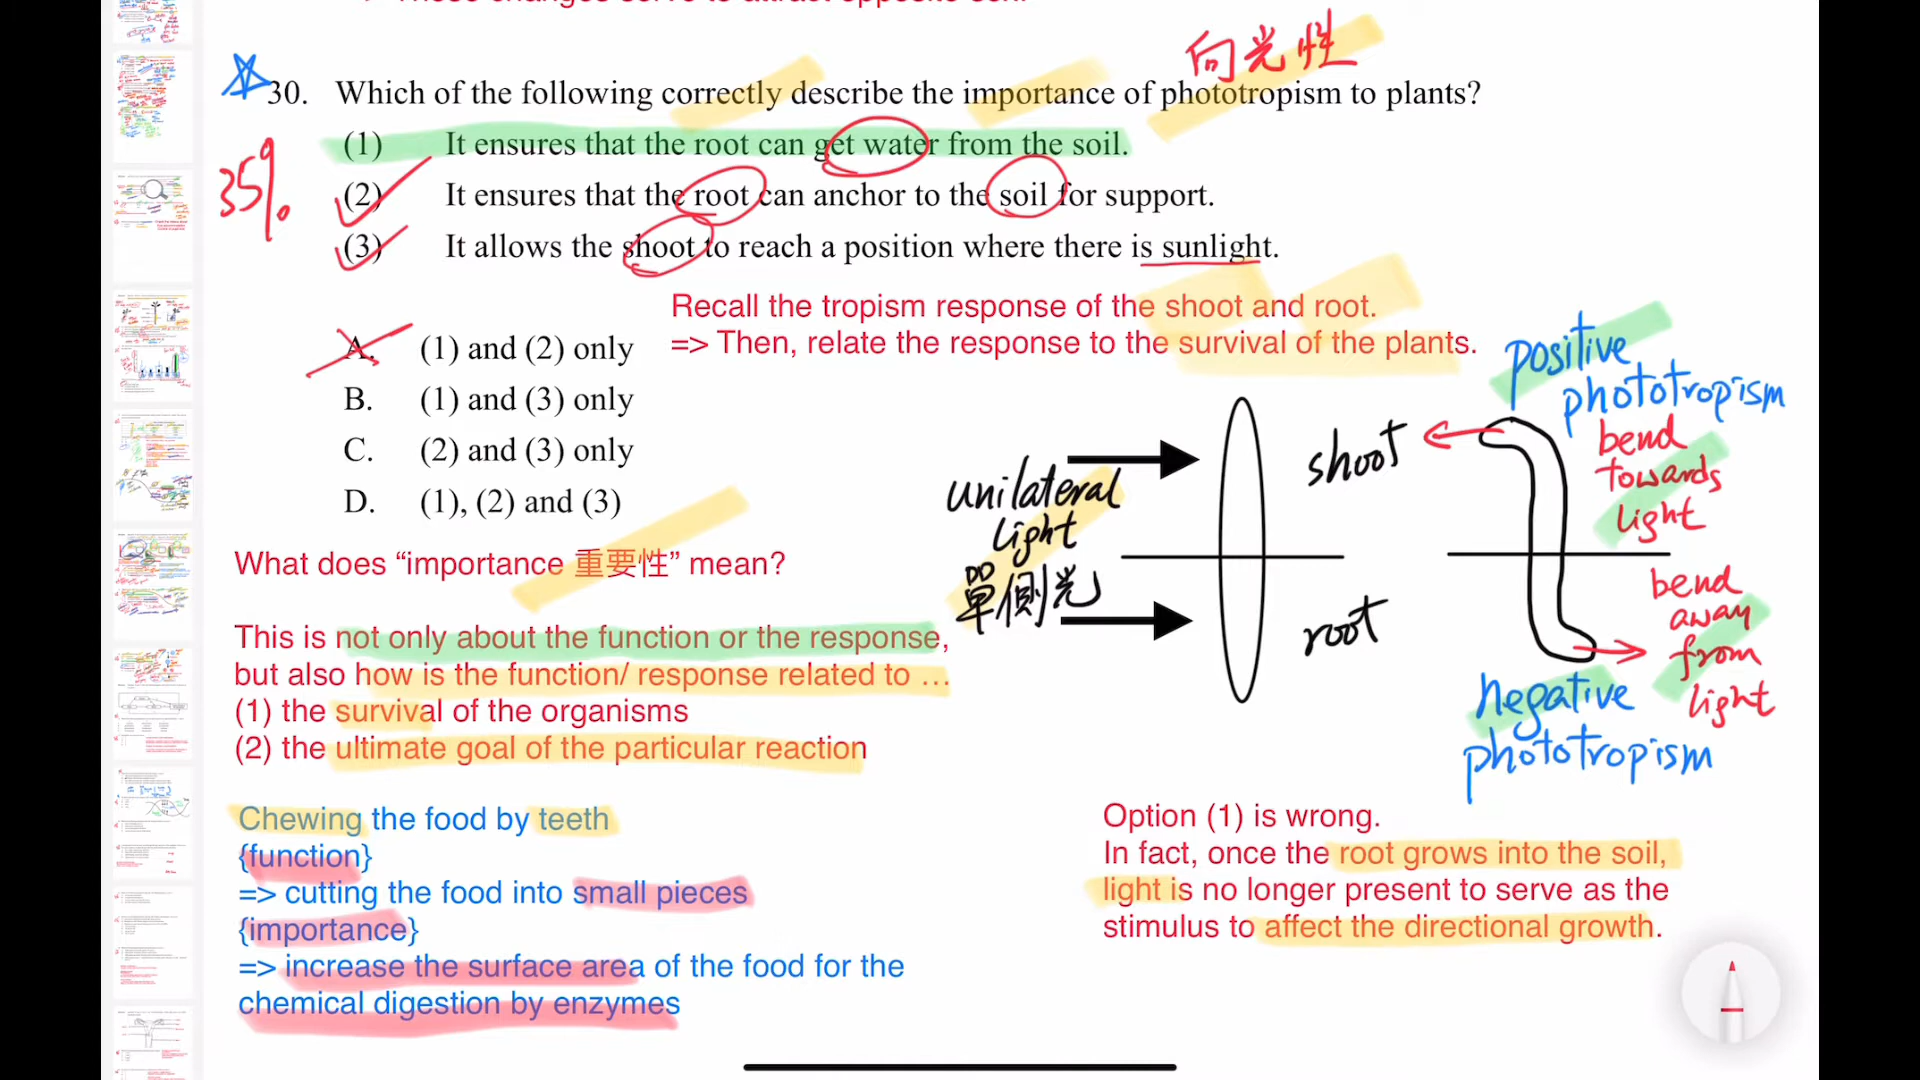 向光性
30. Which of the following correctly describe the importance of phototropism to plants?
35%
(1) It ensures that the root can get water from the soil.
(2) It ensures that the root can anchor to the soil for support.
(3) It allows the shoot to reach a position where there is sunlight.
Recall the tropism response of the shoot and root.
=> Then, relate the response to the survival of the plants.
A. (1) and (2) only
B. (1) and (3) only
C. (2) and (3) only
D. (1), (2) and (3)
What does “importance 重要性” mean?
This is not only about the function or the response,
but also how is the function/ response related to …
(1) the survival of the organisms
(2) the ultimate goal of the particular reaction
unilateral
light
單側光
shoot
root
positive
phototropism
bend
towards
light
bend
away
from
light
negative
phototropism
Chewing the food by teeth
{function}
=> cutting the food into small pieces
{importance}
=> increase the surface area of the food for the
chemical digestion by enzymes
Option (1) is wrong.
In fact, once the root grows into the soil,
light is no longer present to serve as the
stimulus to affect the directional growth.